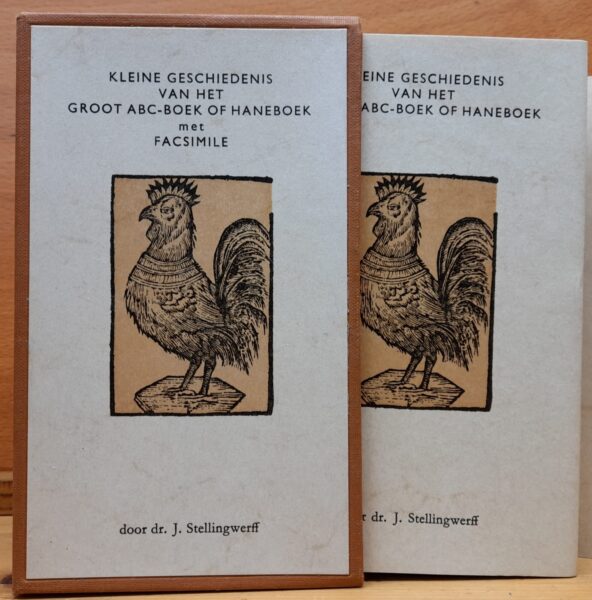 KLEINE GESCHIEDENIS
VAN HET
GROOT ABC-BOEK OF HANEBOEK
met
FACSIMILE
door dr. J. Stellingwerff
EINE GESCHIEDENIS
VAN HET
ABC-BOEK OF HANEBOEK
r dr. J. Stellingwerff